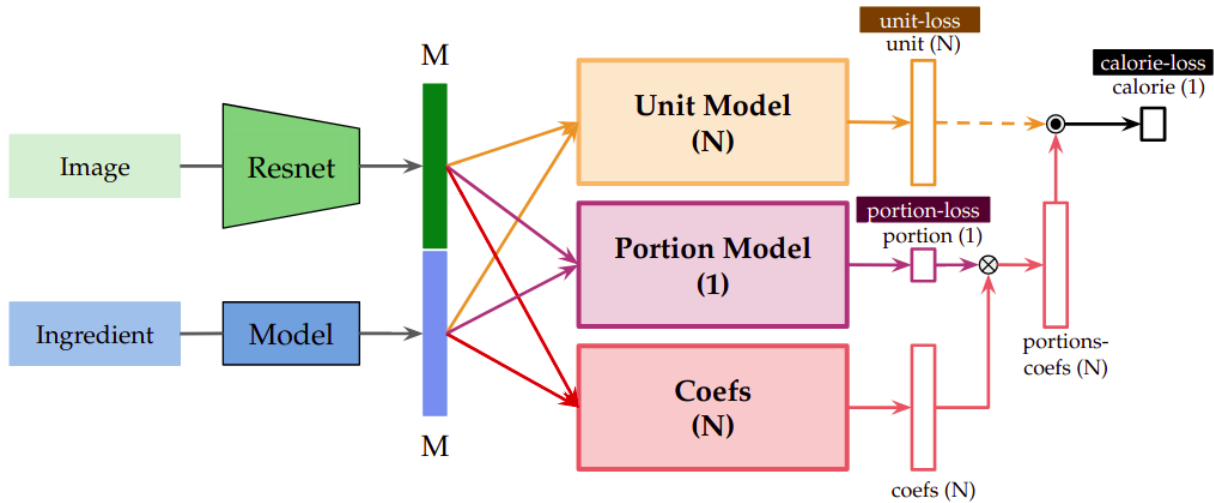 unit-loss
unit (N)
calorie-loss
calorie (1)
M
Unit Model
(N)
Image
Resnet
portion-loss
portion (1)
Portion Model
(1)
Ingredient
Model
portions-
coefs (N)
Coefs
(N)
M
coefs (N)